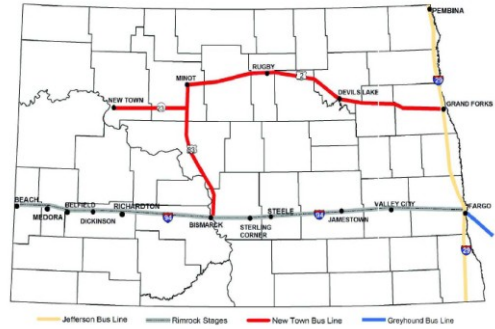 PEMBINA
29
RUGBY
2
MINOT
DEVILS LAKE
NEW TOWN
23
GRAND FORKS
83
BEACH
MEDORA
BELFIELD
DICKINSON
RICHARDTON
94
BISMARCK
STERLING
CORNER
STEELE
94
JAMESTOWN
VALLEY CITY
FARGO
29
Jefferson Bus Line
Rimrock Stages
New Town Bus Line
Greyhound Bus Line